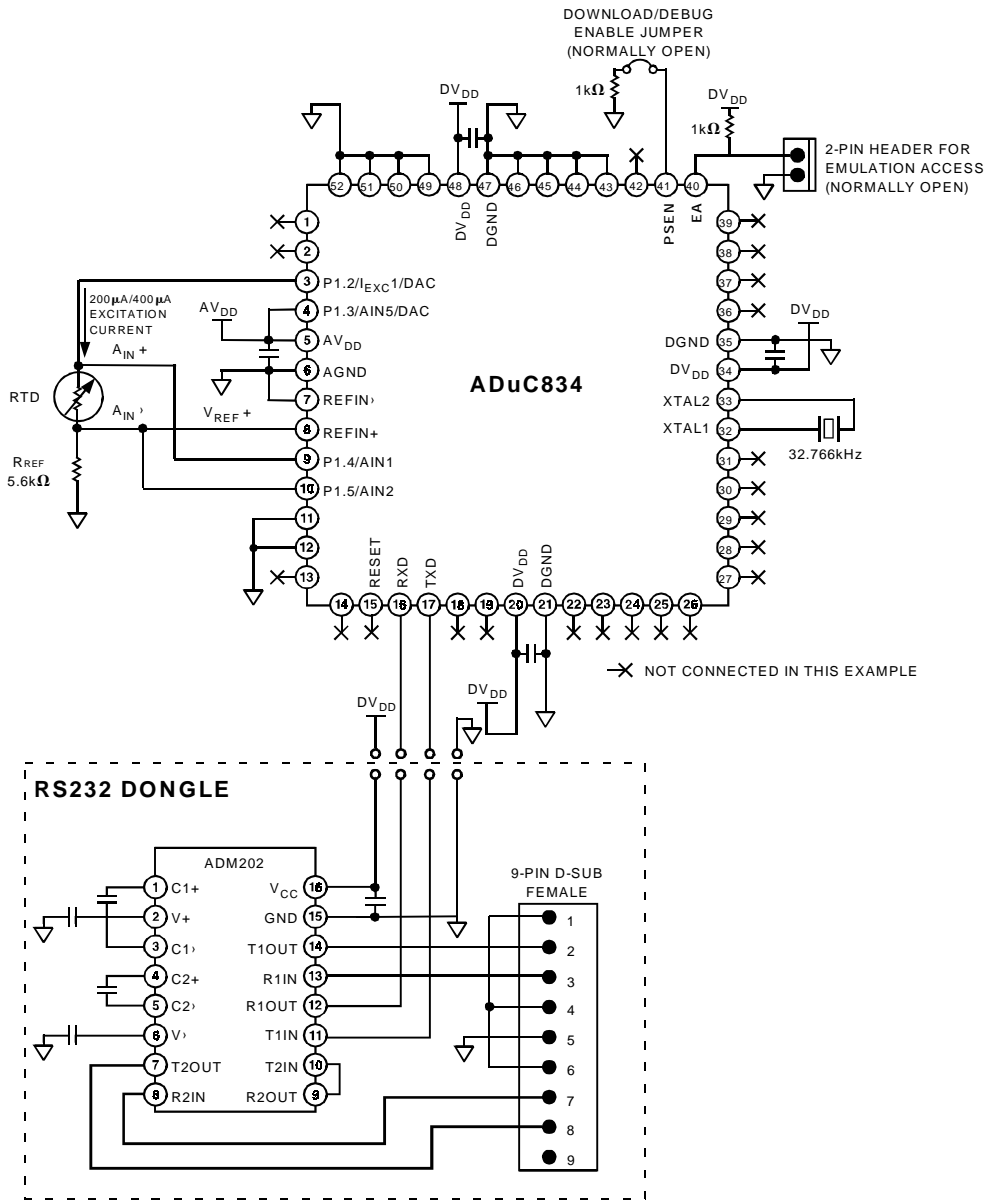 DOWNLOAD/DEBUG
ENABLE JUMPER
(NORMALLY OPEN)
1kΩ
DVDD
DVDD
1kΩ
2-PIN HEADER FOR
EMULATION ACCESS
(NORMALLY OPEN)
52 51 50 49 48 47 46 45 44 43 42 41 40
DVDD
DGND
PSEN
EA
1
2
3 P1.2/IEXC1/DAC
4 P1.3/AIN5/DAC
5 AVDD
6 AGND
7 REFIN›
8 REFIN+
9 P1.4/AIN1
10 P1.5/AIN2
11
12
13
200μA/400μA
EXCITATION
CURRENT
AVDD
AIN +
RTD
AIN ›
VREF +
RREF
5.6kΩ
ADuC834
39
38
37
36
DGND 35
DVDD 34
XTAL2 33
XTAL1 32
31
30
29
28
27
DVDD
32.766kHz
RESET
RXD
TXD
DVDD
DGND
14 15 16 17 18 19 20 21 22 23 24 25 26
NOT CONNECTED IN THIS EXAMPLE
DVDD
DVDD
RS232 DONGLE
ADM202
1 C1+
2 V+
3 C1›
4 C2+
5 C2›
6 V›
7 T2OUT
8 R2IN
VCC 16
GND 15
T1OUT 14
R1IN 13
R1OUT 12
T1IN 11
T2IN 10
R2OUT 9
9-PIN D-SUB
FEMALE
1
2
3
4
5
6
7
8
9